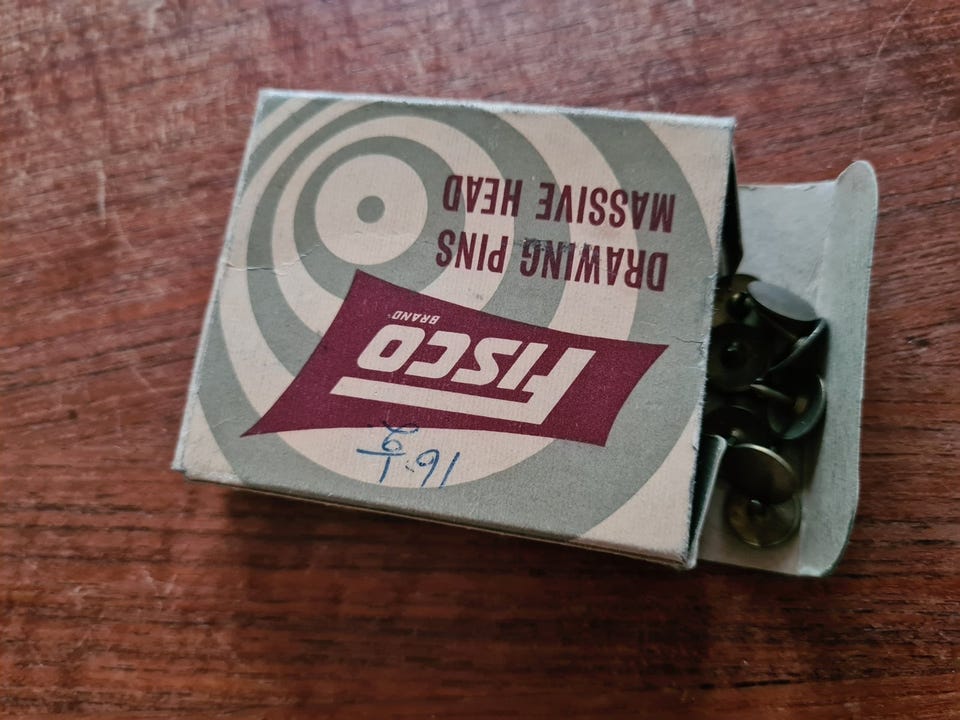 FISCO
BRAND
DRAWING PINS
MASSIVE HEAD